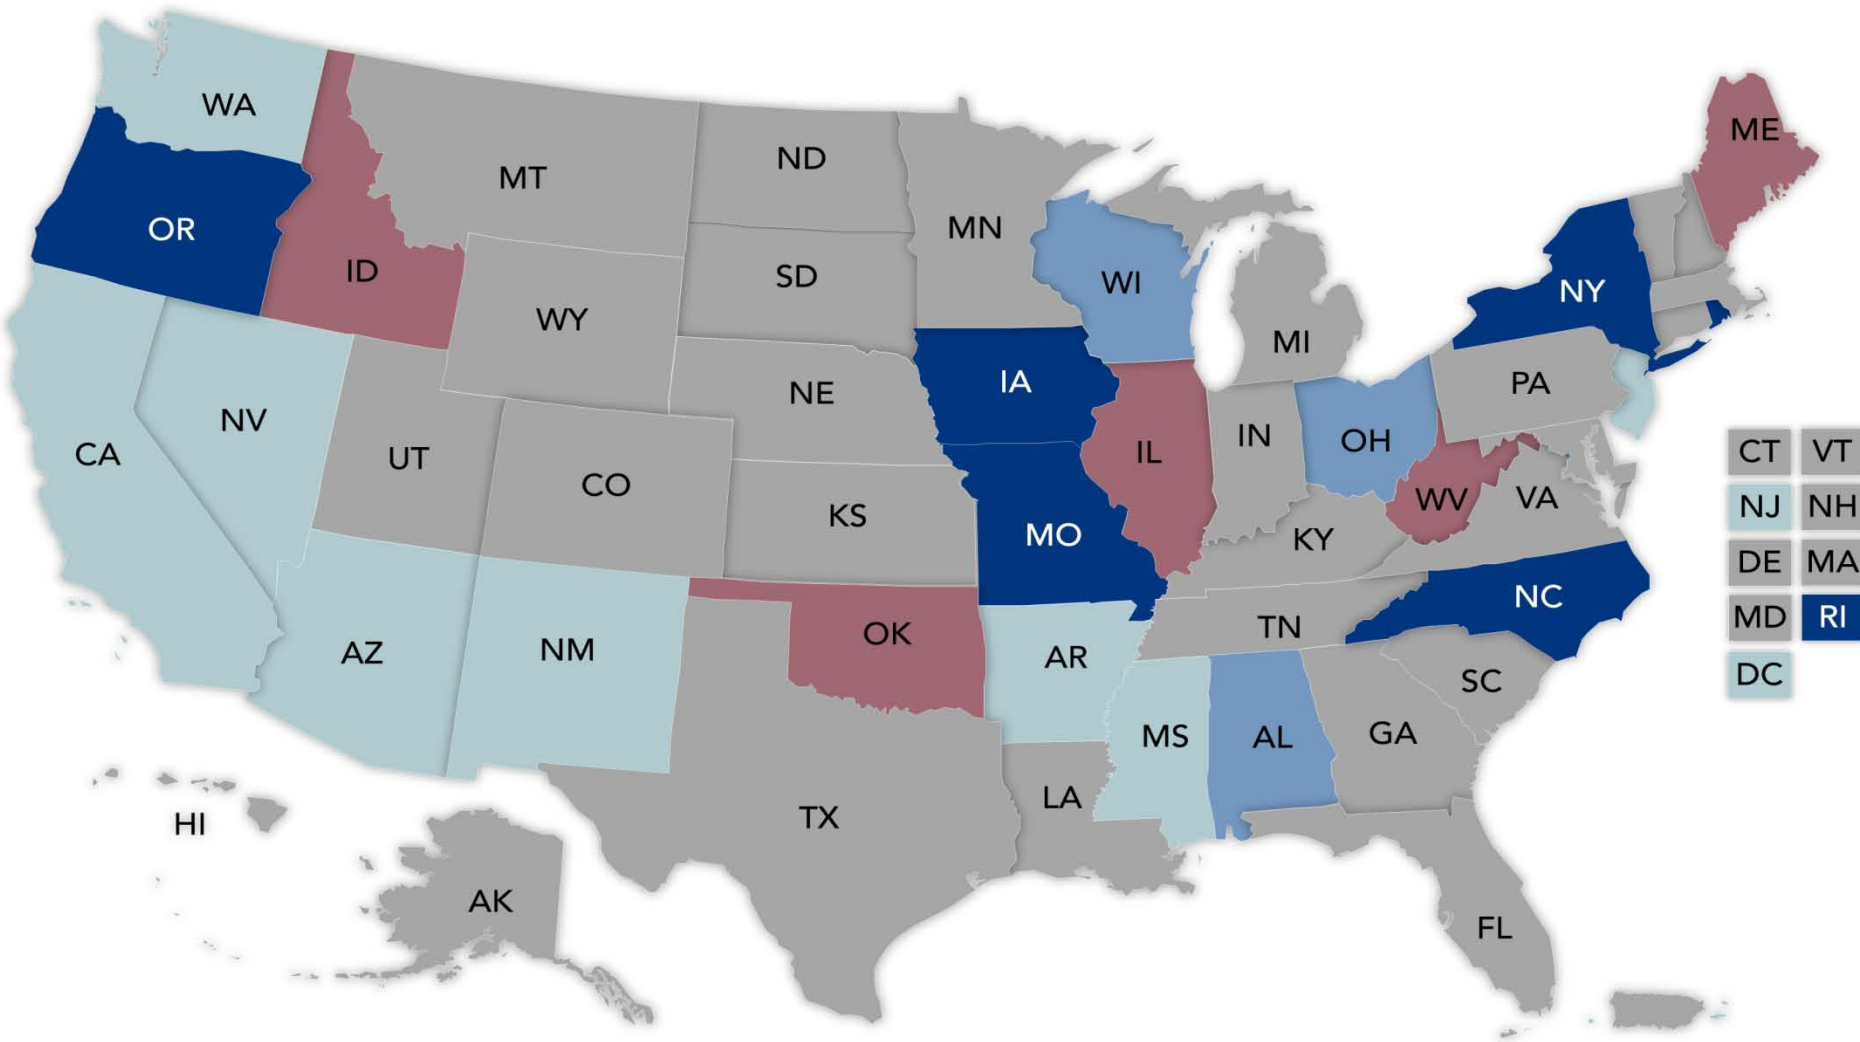 WA
MT
ND
MN
ME
OR
ID
SD
WI
NY
WY
MI
IA
NE
PA
NV
CA
UT
CO
IL
IN
OH
KS
MO
WV
VA
KY
CT VT
NJ NH
DE MA
MD RI
DC
NC
AZ
NM
OK
AR
TN
SC
MS
AL
GA
TX
LA
HI
AK
FL